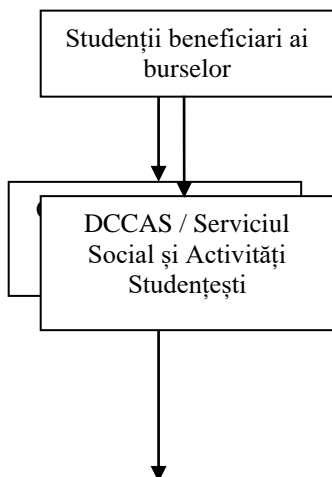 Studenții beneficiari ai
burselor
DCCAS / Serviciul
Social și Activități
Studențești